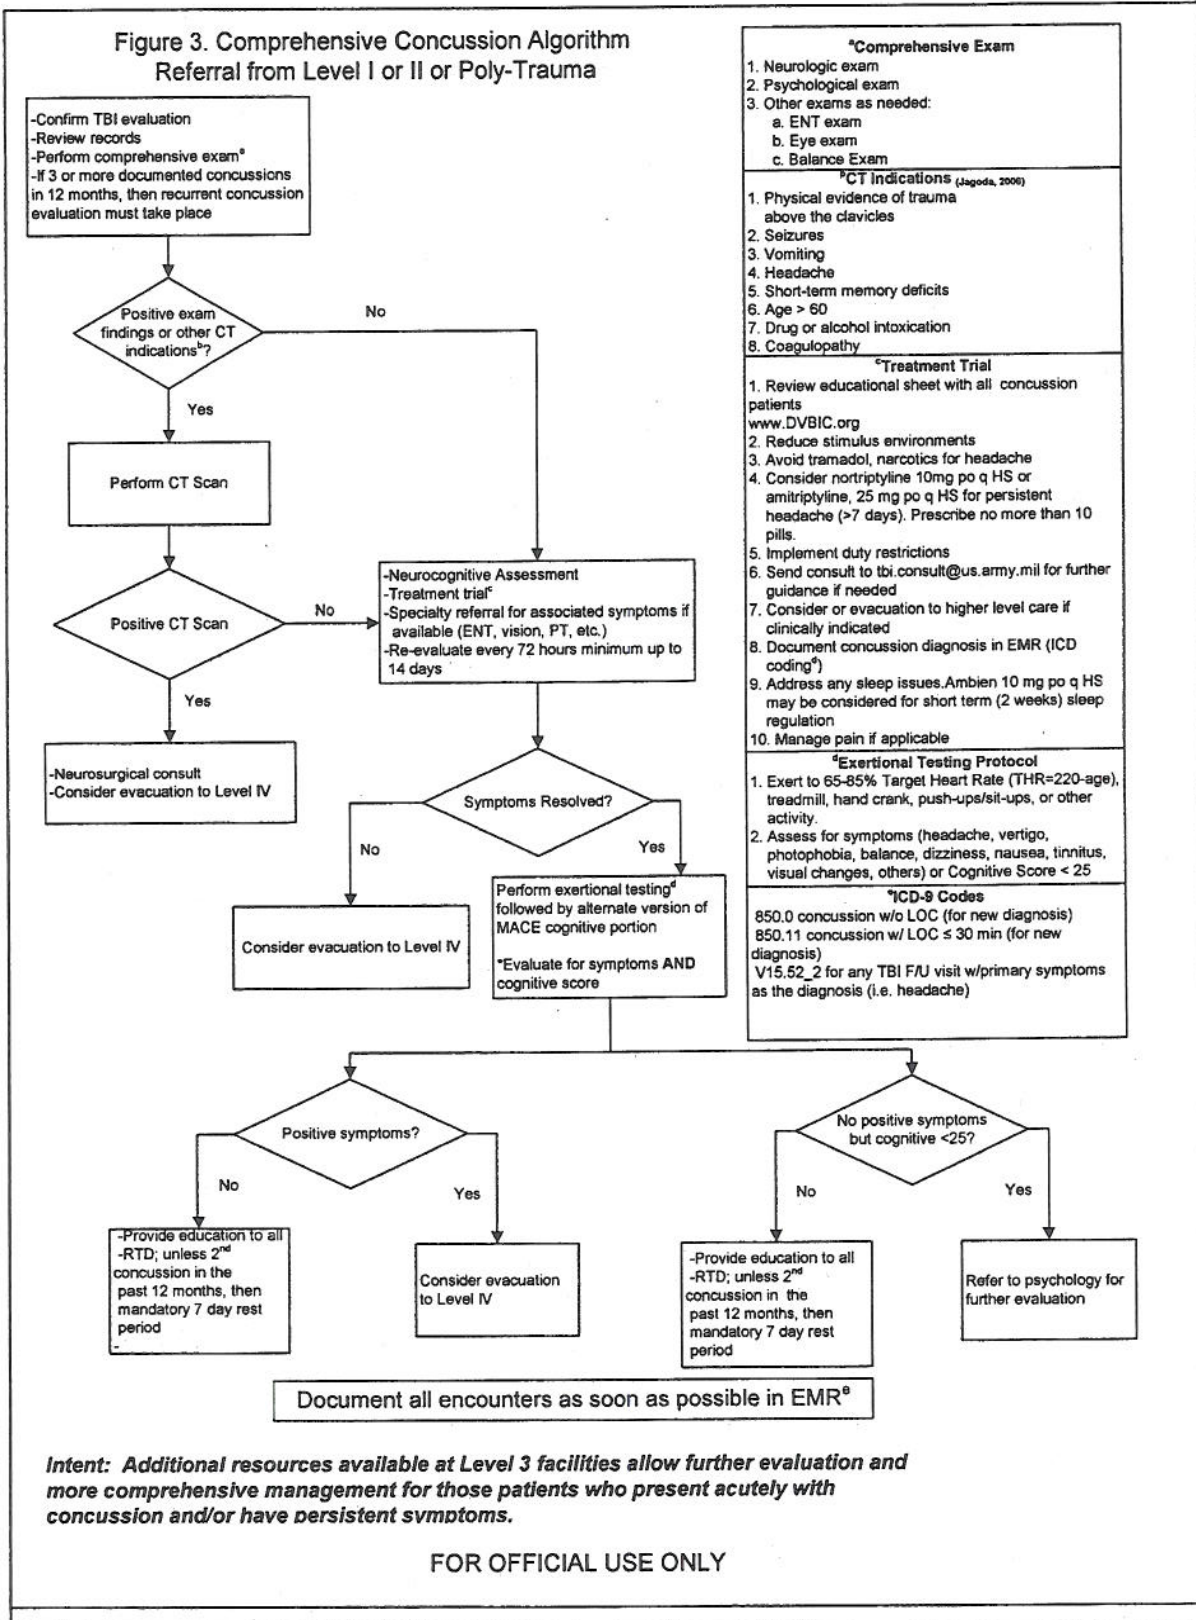 Figure 3. Comprehensive Concussion Algorithm
Referral from Level I or II or Poly-Trauma
-Confirm TBI evaluation
-Review records
-Perform comprehensive exam^a
-If 3 or more documented concussions
in 12 months, then recurrent concussion
evaluation must take place
Positive exam
findings or other CT
indications^b?
No
Yes
Perform CT Scan
Positive CT Scan
No
Yes
-Neurosurgical consult
-Consider evacuation to Level IV
-Neurocognitive Assessment
-Treatment trial^c
-Specialty referral for associated symptoms if
available (ENT, vision, PT, etc.)
-Re-evaluate every 72 hours minimum up to
14 days
Symptoms Resolved?
No
Yes
Consider evacuation to Level IV
Perform exertional testing^d
followed by alternate version of
MACE cognitive portion
*Evaluate for symptoms AND
cognitive score
Positive symptoms?
No
Yes
-Provide education to all
-RTD; unless 2nd
concussion in the
past 12 months, then
mandatory 7 day rest
period
-
Consider evacuation
to Level IV
No positive symptoms
but cognitive <25?
No
Yes
-Provide education to all
-RTD; unless 2nd
concussion in the
past 12 months, then
mandatory 7 day rest
period
Refer to psychology for
further evaluation
^aComprehensive Exam
1. Neurologic exam
2. Psychological exam
3. Other exams as needed:
a. ENT exam
b. Eye exam
c. Balance Exam
^bCT Indications (Jagoda, 2006)
1. Physical evidence of trauma
above the clavicles
2. Seizures
3. Vomiting
4. Headache
5. Short-term memory deficits
6. Age > 60
7. Drug or alcohol intoxication
8. Coagulopathy
^cTreatment Trial
1. Review educational sheet with all concussion
patients
www.DVBIC.org
2. Reduce stimulus environments
3. Avoid tramadol, narcotics for headache
4. Consider nortriptyline 10mg po q HS or
amitriptyline, 25 mg po q HS for persistent
headache (>7 days). Prescribe no more than 10
pills.
5. Implement duty restrictions
6. Send consult to tbi.consult@us.army.mil for further
guidance if needed
7. Consider or evacuation to higher level care if
clinically indicated
8. Document concussion diagnosis in EMR (ICD
coding^d)
9. Address any sleep issues.Ambien 10 mg po q HS
may be considered for short term (2 weeks) sleep
regulation
10. Manage pain if applicable
^dExertional Testing Protocol
1. Exert to 65-85% Target Heart Rate (THR=220-age),
treadmill, hand crank, push-ups/sit-ups, or other
activity.
2. Assess for symptoms (headache, vertigo,
photophobia, balance, dizziness, nausea, tinnitus,
visual changes, others) or Cognitive Score < 25
^eICD-9 Codes
850.0 concussion w/o LOC (for new diagnosis)
850.11 concussion w/ LOC ≤ 30 min (for new
diagnosis)
V15.52_2 for any TBI F/U visit w/primary symptoms
as the diagnosis (i.e. headache)
Document all encounters as soon as possible in EMR^e
Intent: Additional resources available at Level 3 facilities allow further evaluation and
more comprehensive management for those patients who present acutely with
concussion and/or have persistent symptoms.
FOR OFFICIAL USE ONLY